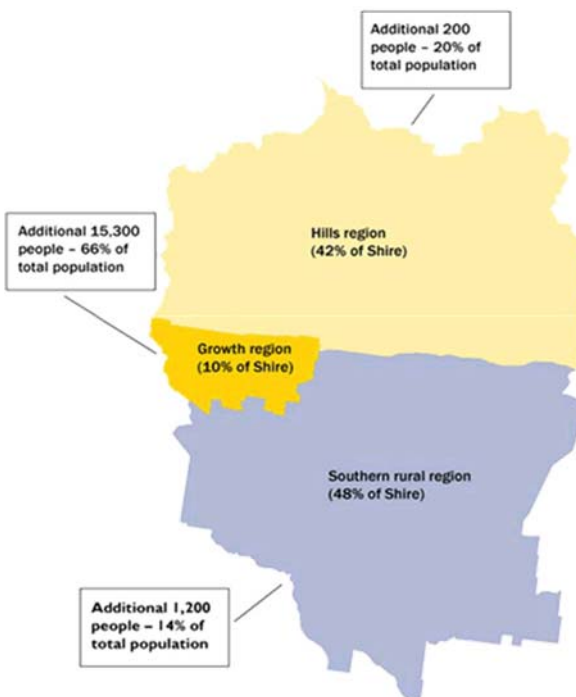 Additional 200
people – 20% of
total population
Additional 15,300
people – 66% of
total population
Hills region
(42% of Shire)
Growth region
(10% of Shire)
Southern rural region
(48% of Shire)
Additional 1,200
people – 14% of
total population